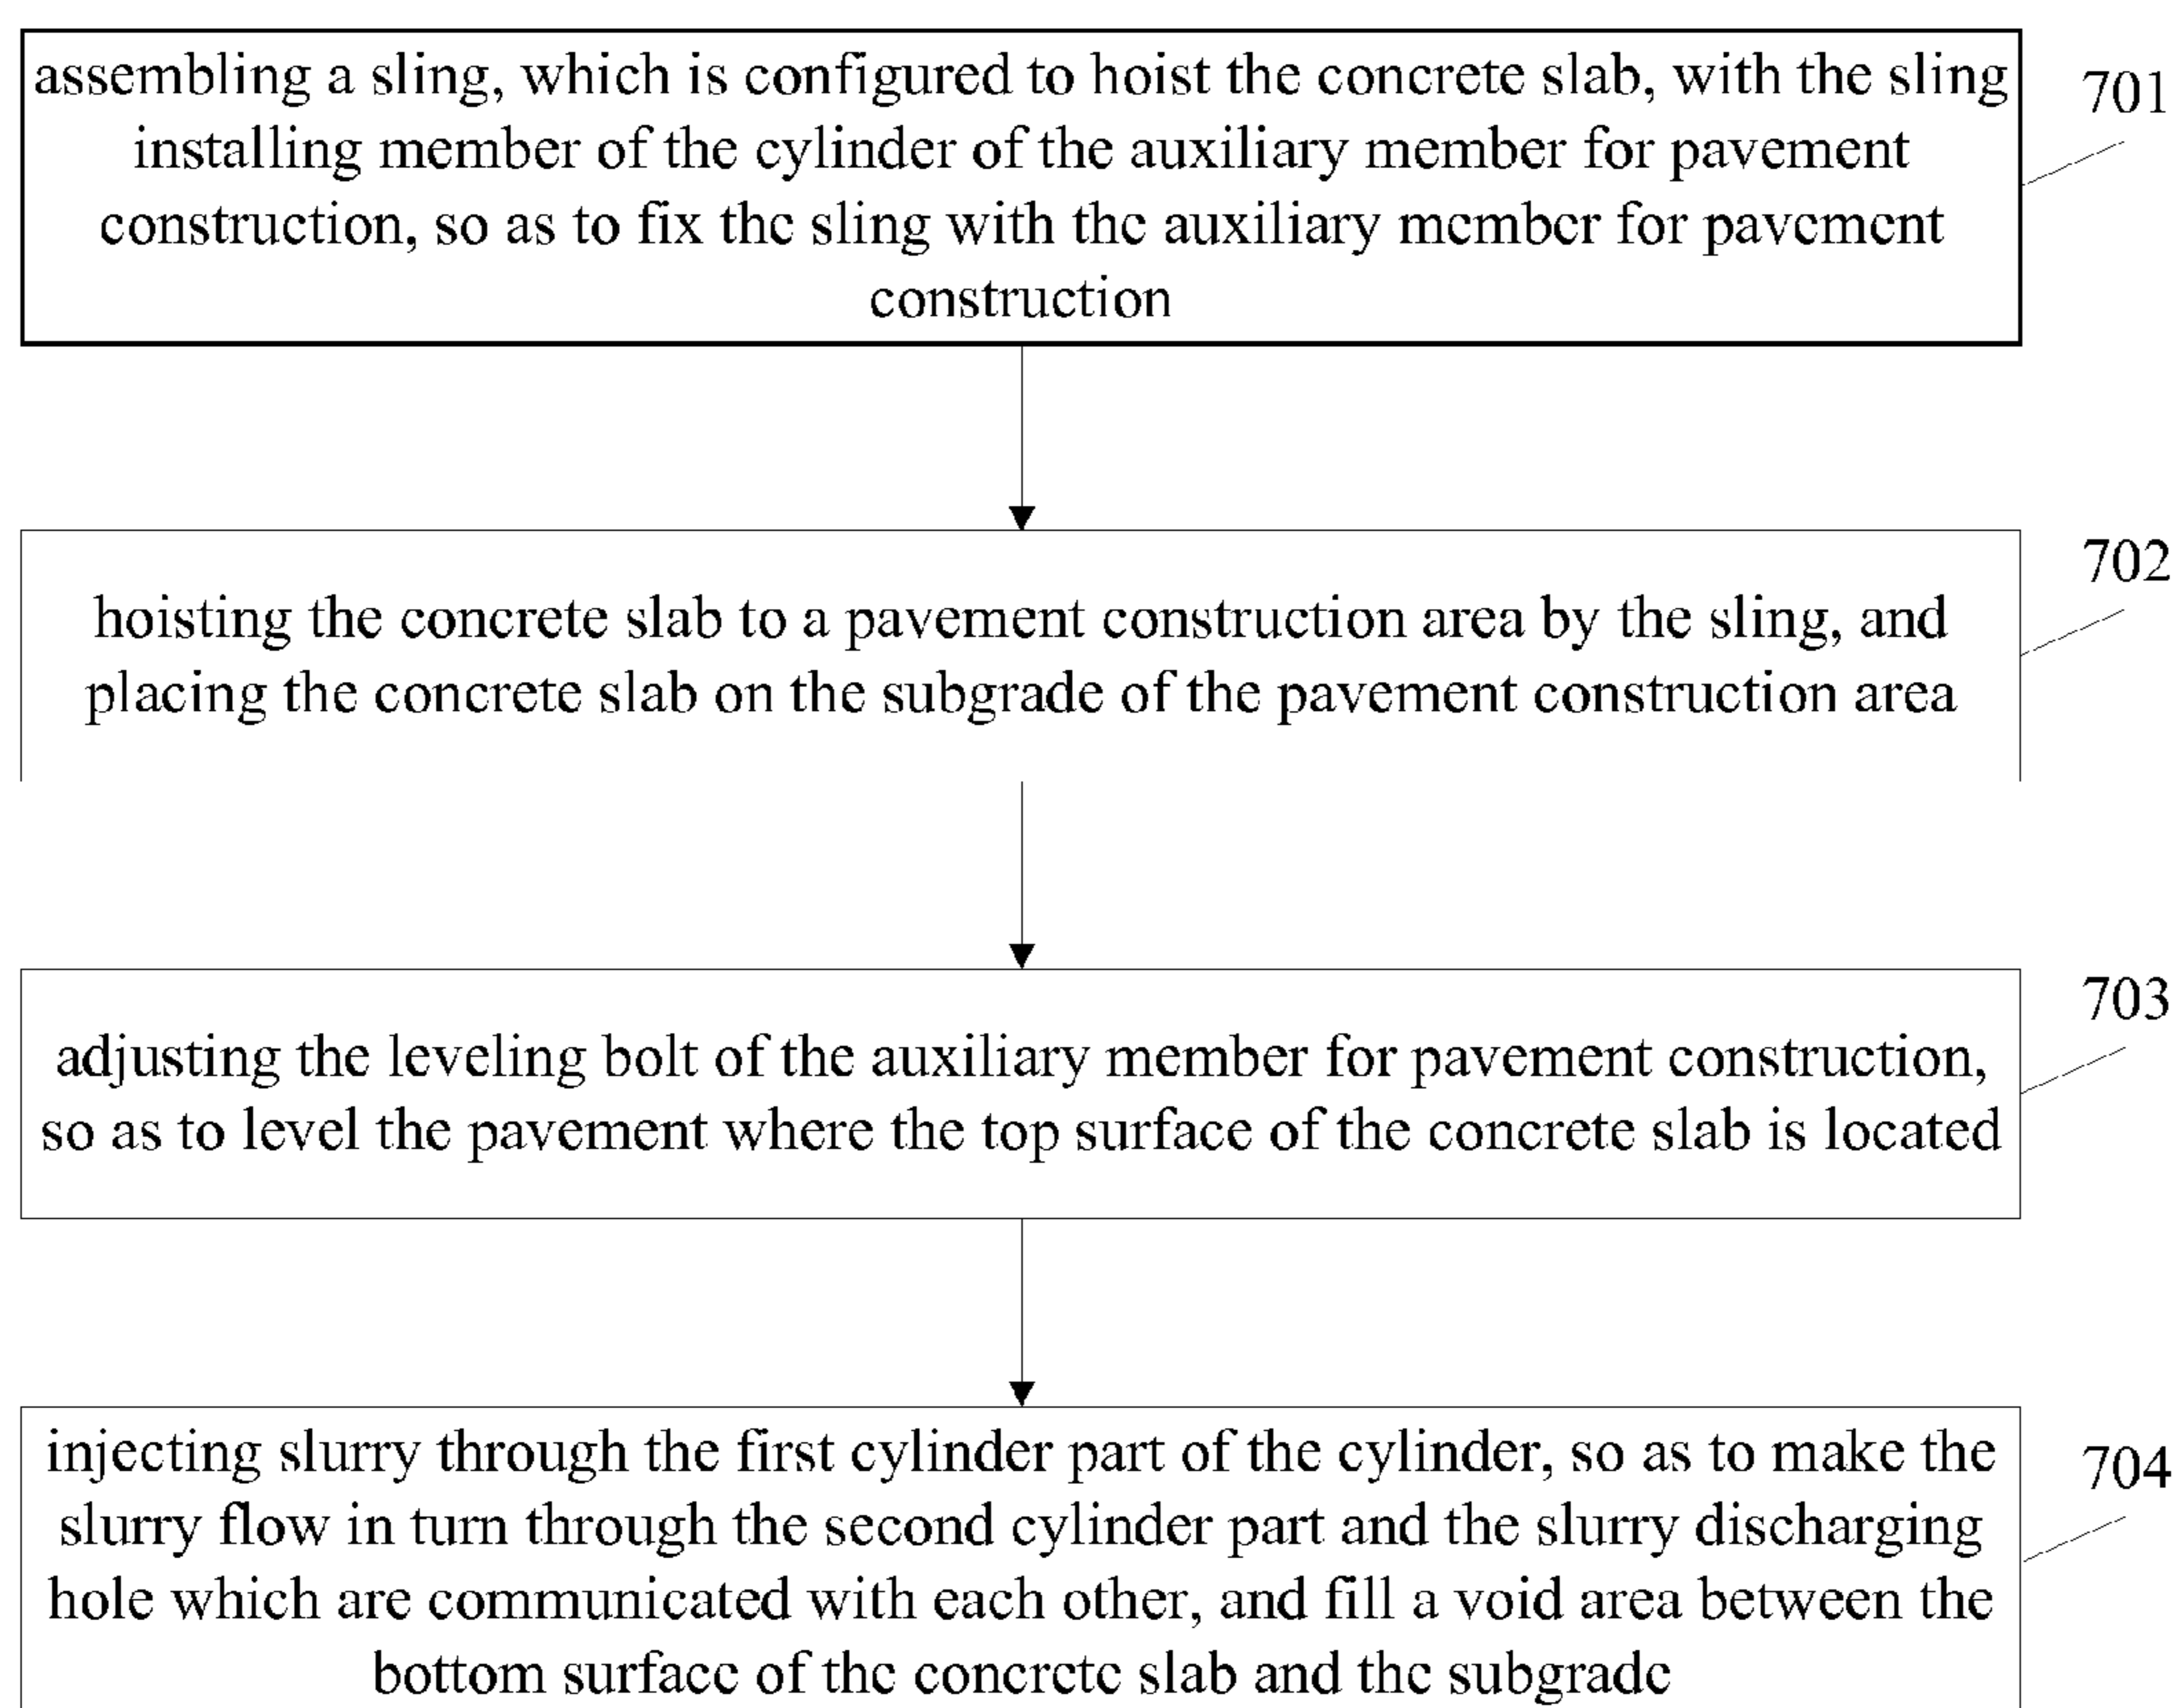 assembling a sling, which is configured to hoist the concrete slab, with the sling
installing member of the cylinder of the auxiliary member for pavement
construction, so as to fix the sling with the auxiliary member for pavement
construction
701
hoisting the concrete slab to a pavement construction area by the sling, and
placing the concrete slab on the subgrade of the pavement construction area
702
adjusting the leveling bolt of the auxiliary member for pavement construction,
so as to level the pavement where the top surface of the concrete slab is located
703
injecting slurry through the first cylinder part of the cylinder, so as to make the
slurry flow in turn through the second cylinder part and the slurry discharging
hole which are communicated with each other, and fill a void area between the
bottom surface of the concrete slab and the subgrade
704